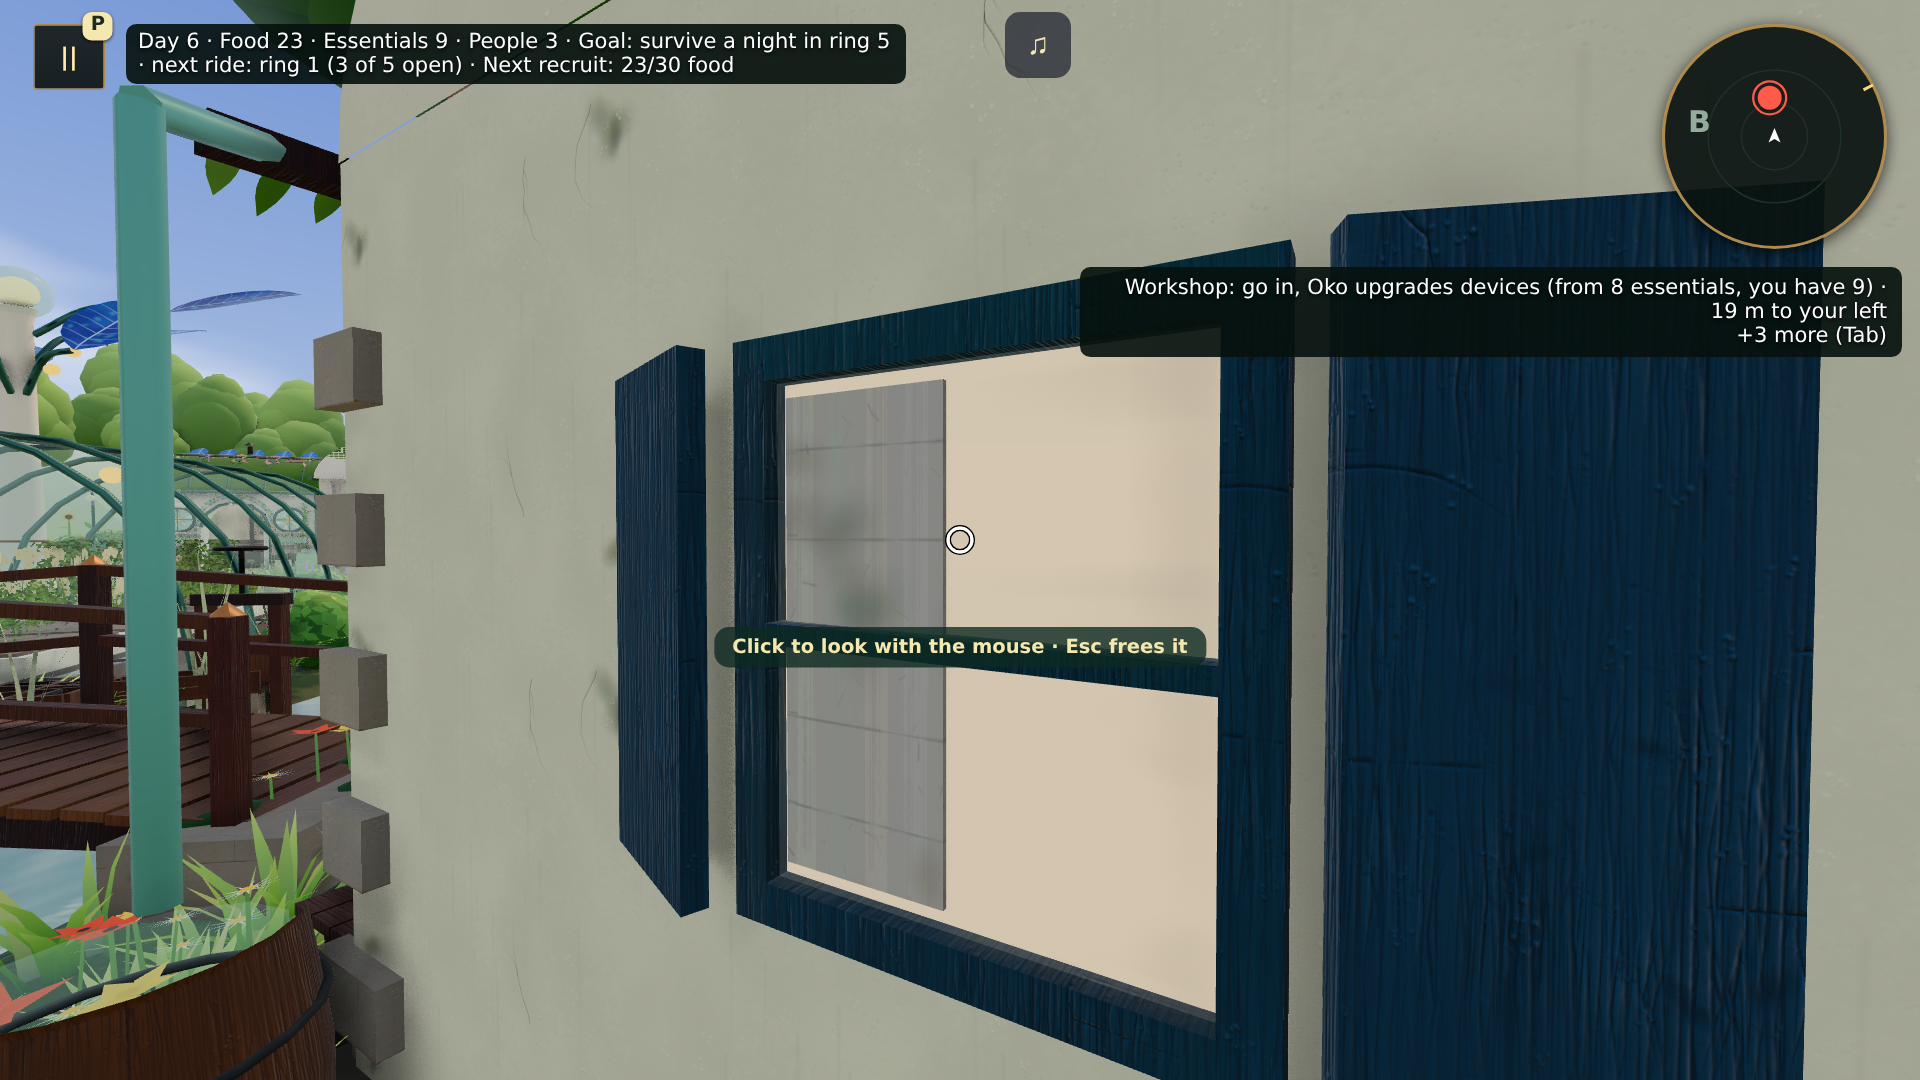 P
Day 6 · Food 23 · Essentials 9 · People 3 · Goal: survive a night in ring 5
· next ride: ring 1 (3 of 5 open) · Next recruit: 23/30 food
B
Workshop: go in, Oko upgrades devices (from 8 essentials, you have 9) ·
19 m to your left
+3 more (Tab)
Click to look with the mouse · Esc frees it